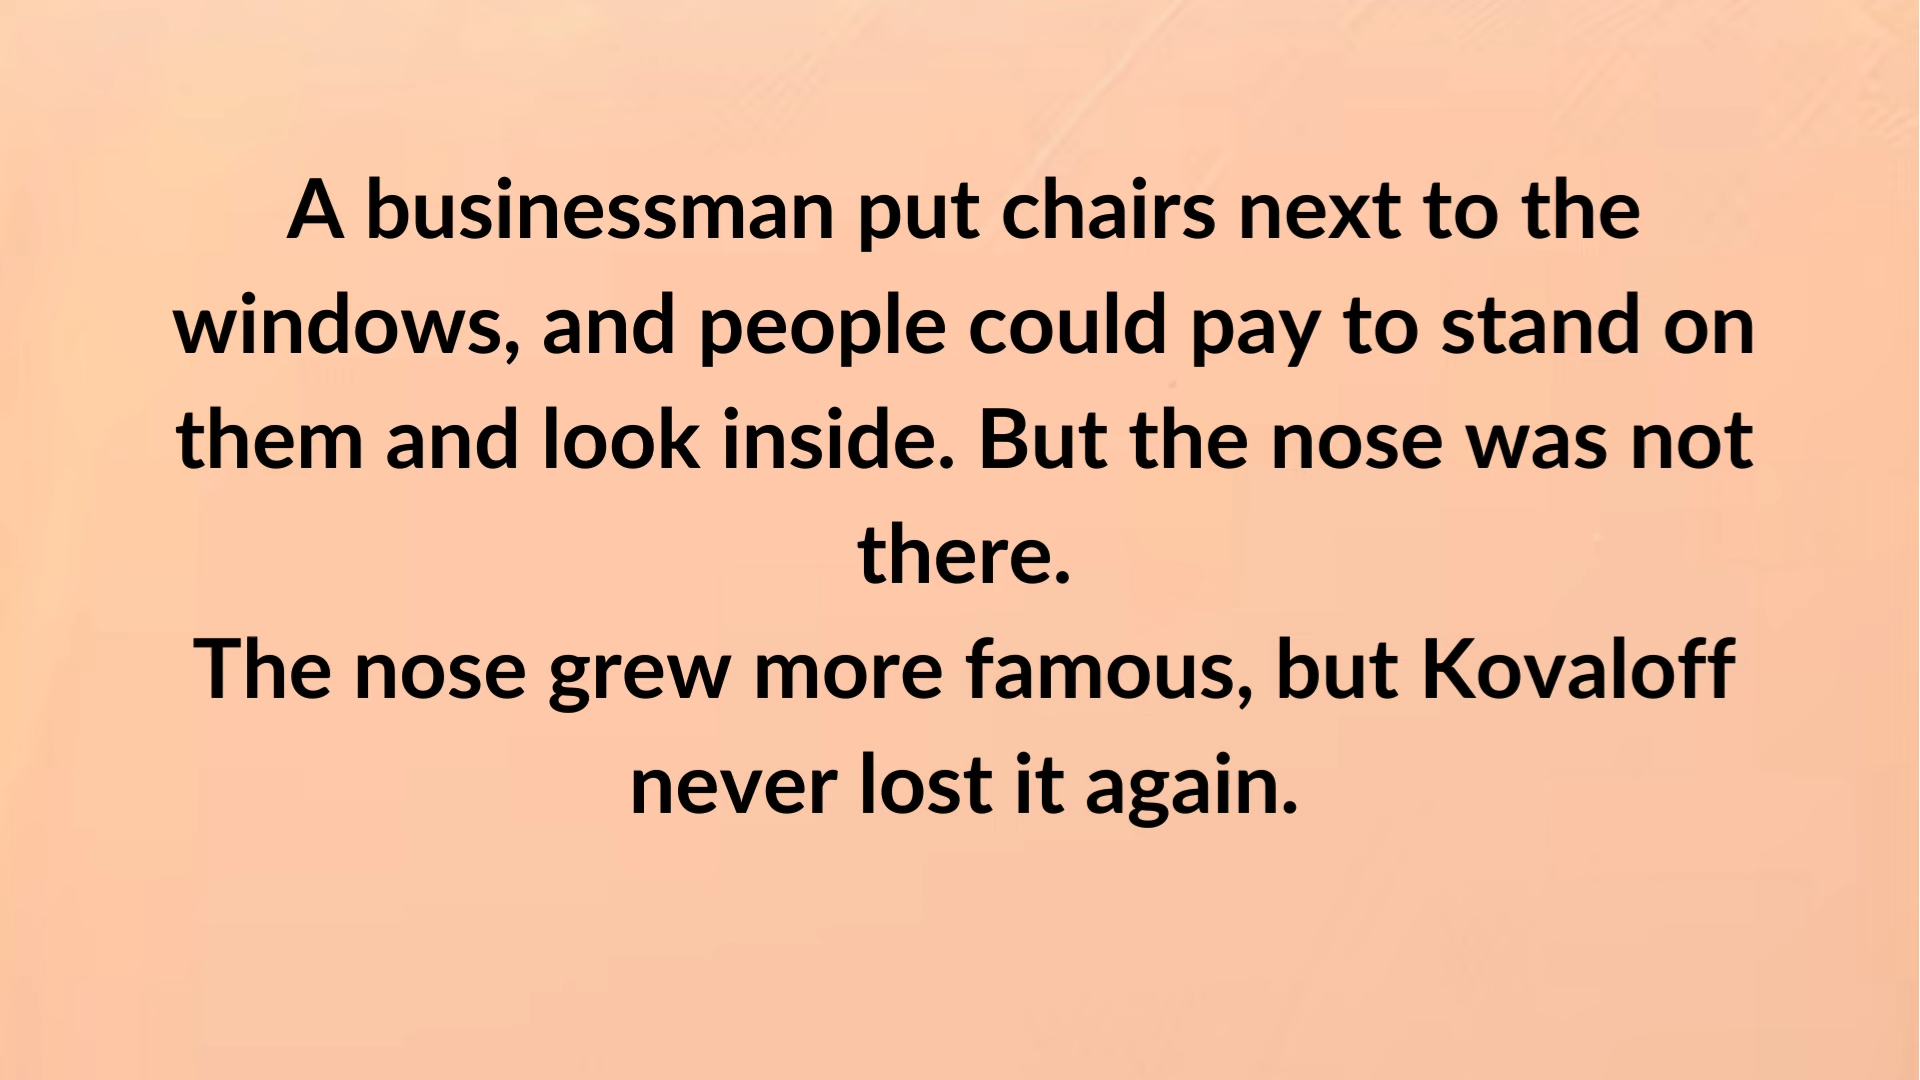 A businessman put chairs next to the
windows, and people could pay to stand on
them and look inside. But the nose was not
there.
The nose grew more famous, but Kovaloff
never lost it again.